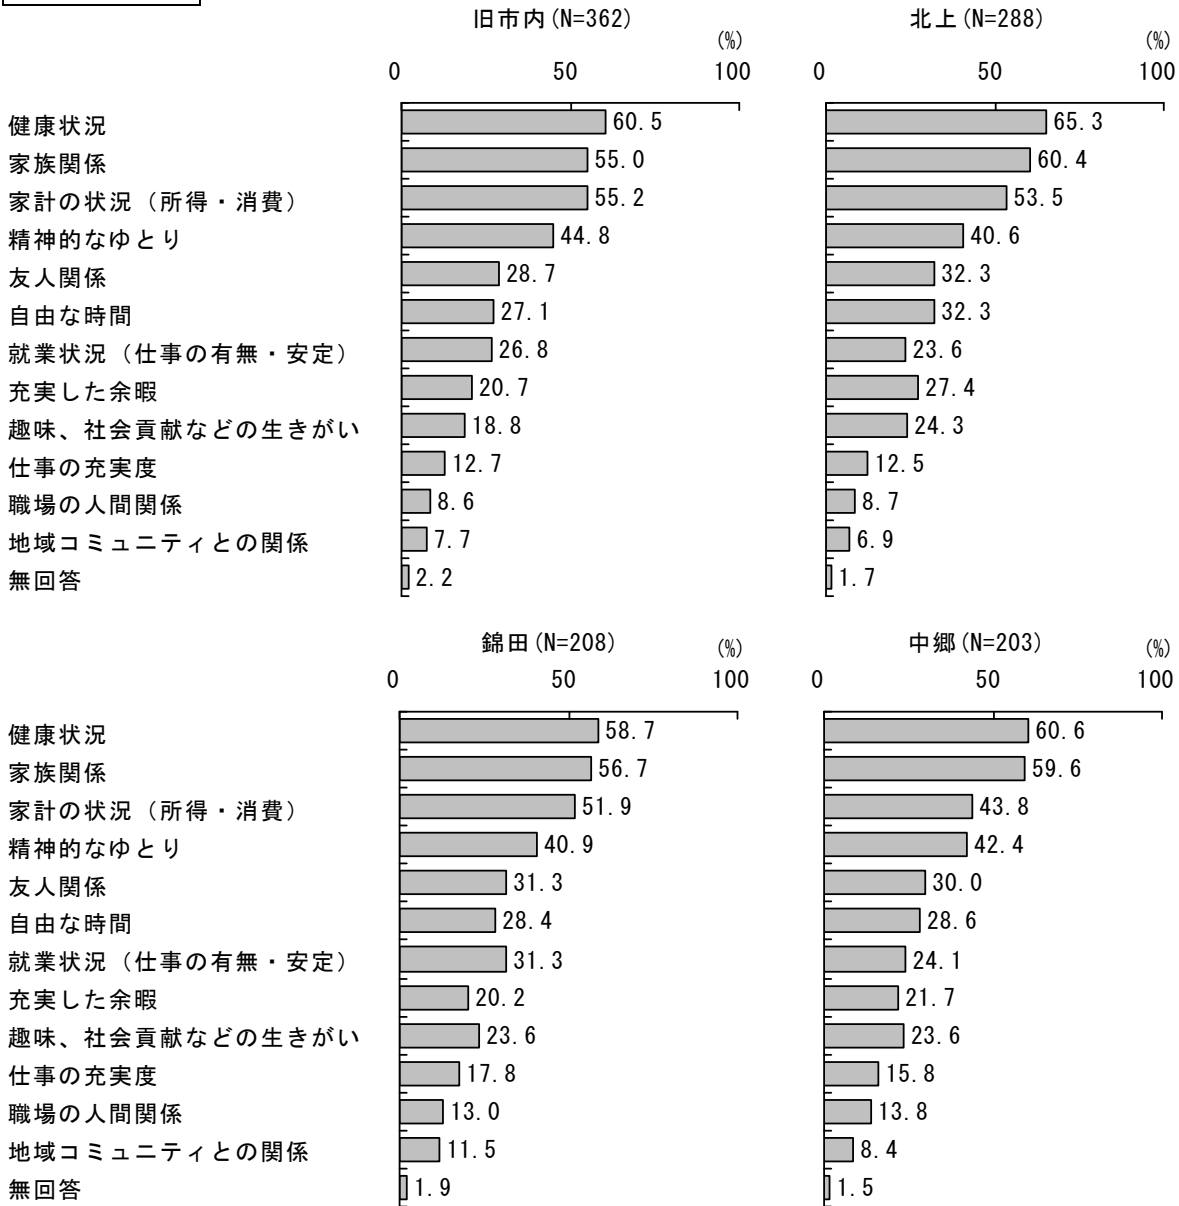 旧市内(N=362)
(%)
0 50 100
健康状況 60.5
家族関係 55.0
家計の状況（所得・消費） 55.2
精神的なゆとり 44.8
友人関係 28.7
自由な時間 27.1
就業状況（仕事の有無・安定） 26.8
充実した余暇 20.7
趣味、社会貢献などの生きがい 18.8
仕事の充実度 12.7
職場の人間関係 8.6
地域コミュニティとの関係 7.7
無回答 2.2
北上(N=288)
(%)
0 50 100
65.3
60.4
53.5
40.6
32.3
32.3
23.6
27.4
24.3
12.5
8.7
6.9
1.7
錦田(N=208)
(%)
0 50 100
健康状況 58.7
家族関係 56.7
家計の状況（所得・消費） 51.9
精神的なゆとり 40.9
友人関係 31.3
自由な時間 28.4
就業状況（仕事の有無・安定） 31.3
充実した余暇 20.2
趣味、社会貢献などの生きがい 23.6
仕事の充実度 17.8
職場の人間関係 13.0
地域コミュニティとの関係 11.5
無回答 1.9
中郷(N=203)
(%)
0 50 100
60.6
59.6
43.8
42.4
30.0
28.6
24.1
21.7
23.6
15.8
13.8
8.4
1.5